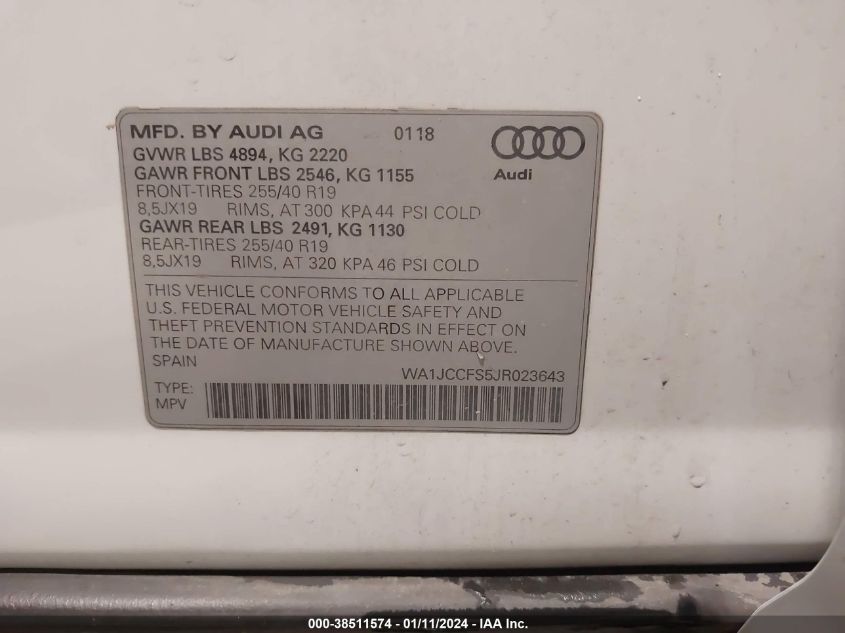 MFD. BY AUDI AG 0118
GVWR LBS 4894, KG 2220
GAWR FRONT LBS 2546, KG 1155
FRONT-TIRES 255/40 R19
8,5JX19 RIMS, AT 300 KPA 44 PSI COLD
GAWR REAR LBS 2491, KG 1130
REAR-TIRES 255/40 R19
8,5JX19 RIMS, AT 320 KPA 46 PSI COLD
Audi
THIS VEHICLE CONFORMS TO ALL APPLICABLE
U.S. FEDERAL MOTOR VEHICLE SAFETY AND
THEFT PREVENTION STANDARDS IN EFFECT ON
THE DATE OF MANUFACTURE SHOWN ABOVE.
SPAIN
WA1JCCFS5JR023643
TYPE:
MPV
000-38511574 - 01/11/2024 - IAA, Inc.